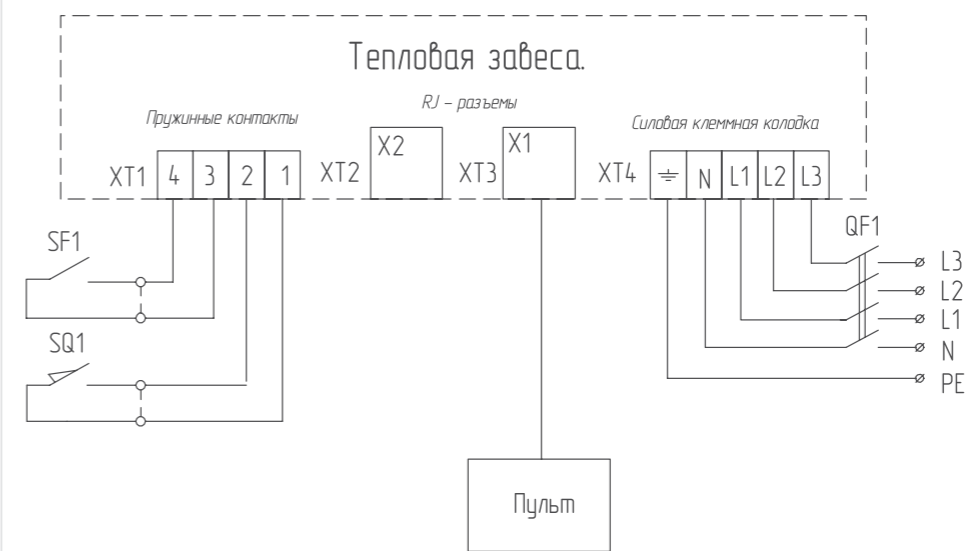 Тепловая завеса.
RJ - разъемы
Пружинные контакты
Силовая клеммная колодка
XT1 4 3 2 1
XT2 X2
XT3 X1
XT4 N L1 L2 L3
SF1
QF1
L3
L2
L1
N
PE
SQ1
Пульт